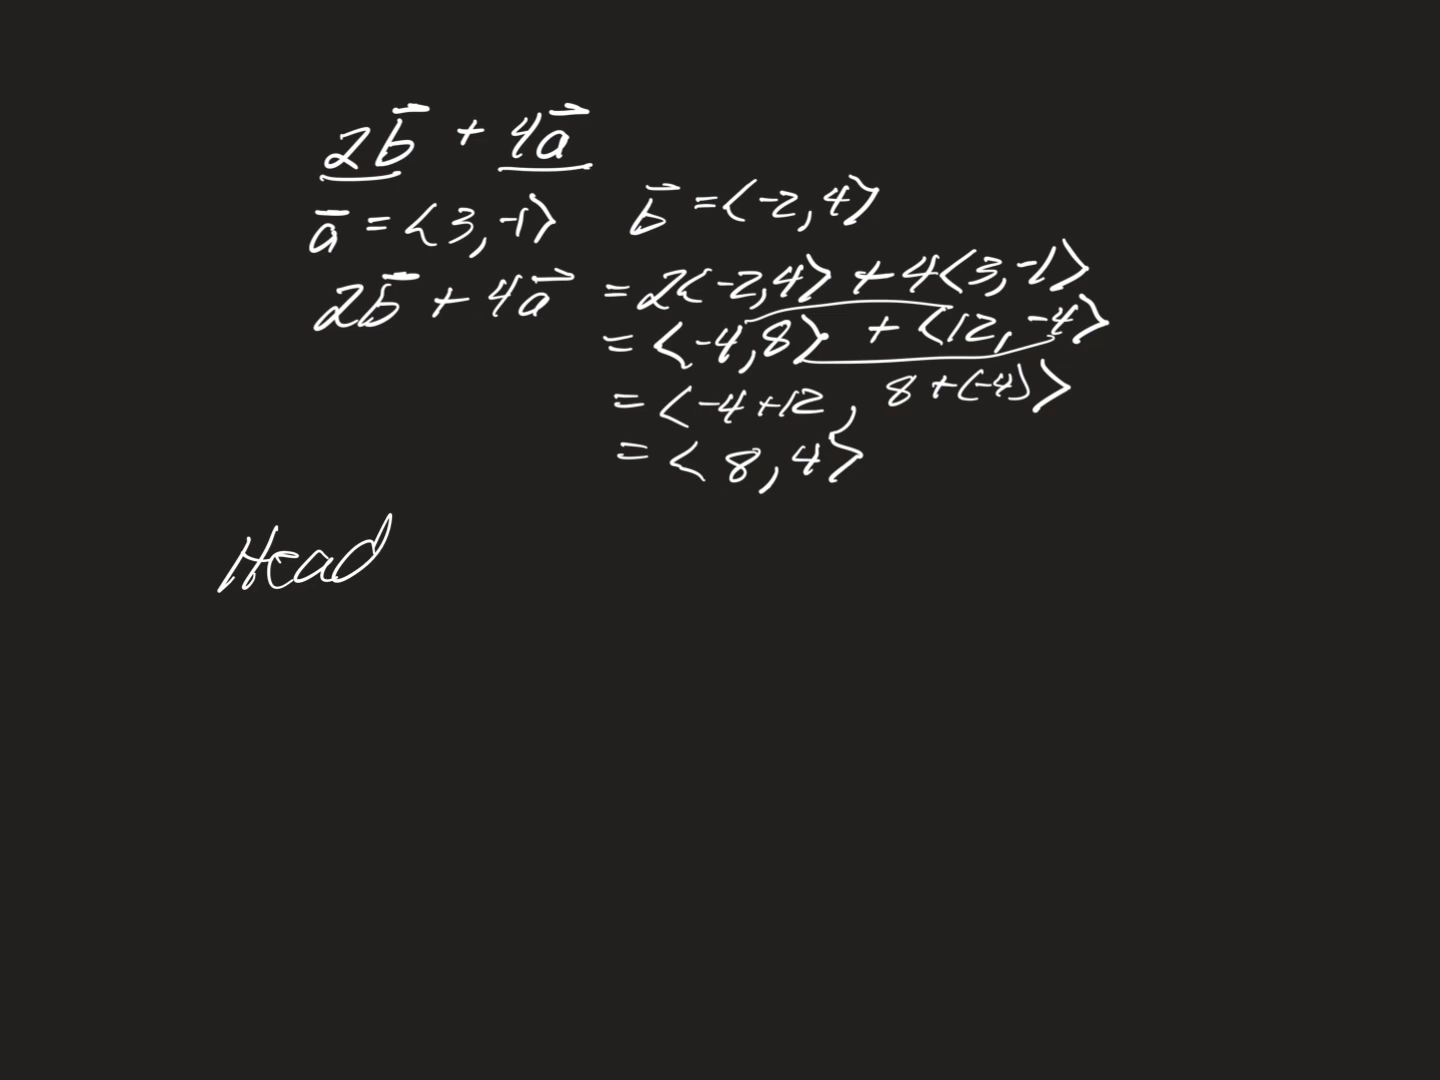 2b⃗ + 4a⃗
a⃗ = <3, -1> b⃗ = <-2, 4>
2b⃗ + 4a⃗ = 2<-2, 4> + 4<3, -1>
= <-4, 8> + <12, -4>
= <-4+12, 8+(-4)>
= <8, 4>
Head